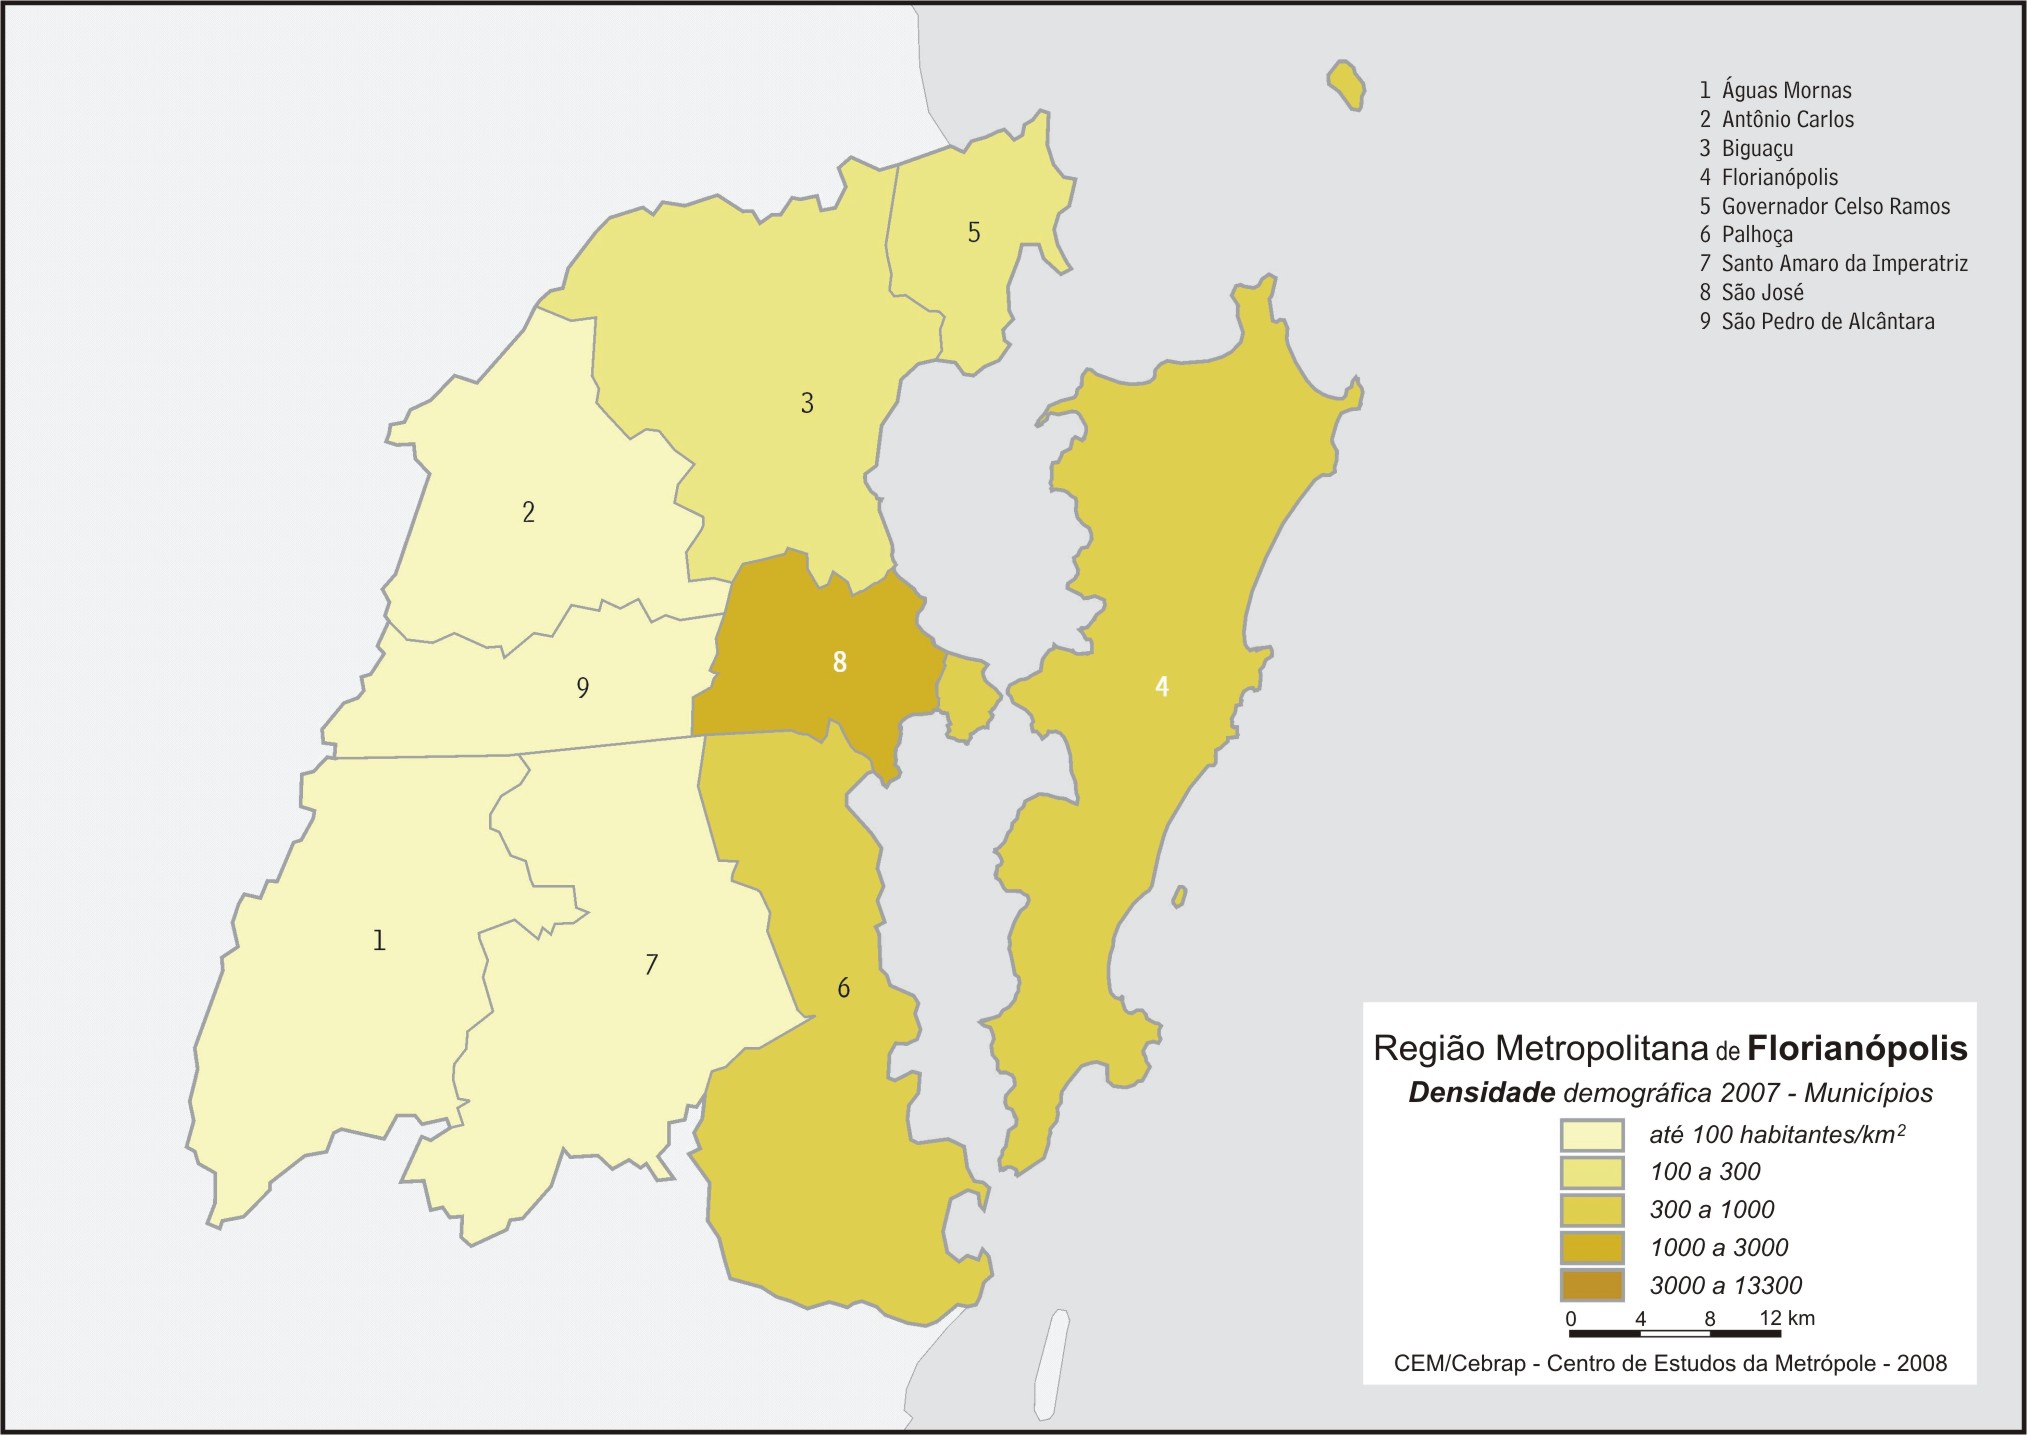 1 Águas Mornas
2 Antônio Carlos
3 Biguaçu
4 Florianópolis
5 Governador Celso Ramos
6 Palhoça
7 Santo Amaro da Imperatriz
8 São José
9 São Pedro de Alcântara
5
3
2
8
9
4
1
7
6
Região Metropolitana de Florianópolis
Densidade demográfica 2007 - Municípios
até 100 habitantes/km²
100 a 300
300 a 1000
1000 a 3000
3000 a 13300
0 4 8 12 km
CEM/Cebrap - Centro de Estudos da Metrópole - 2008